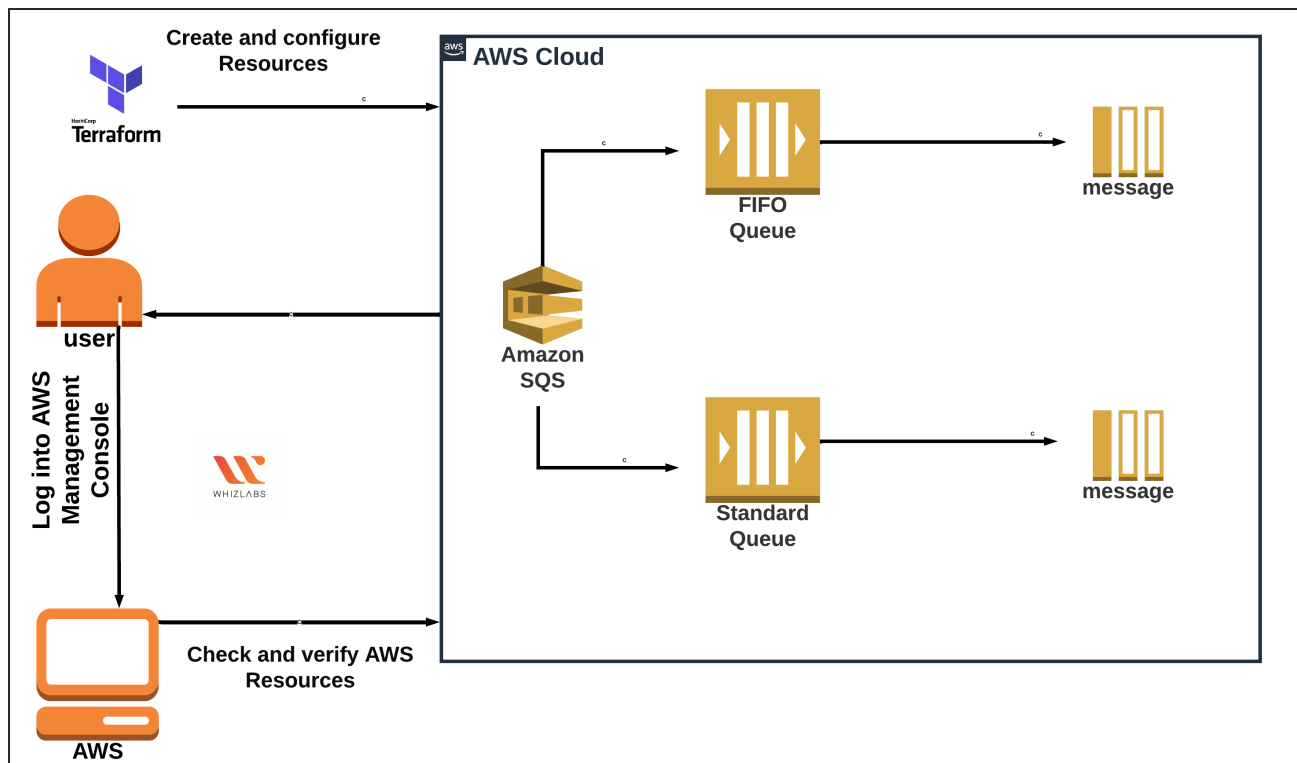 Create and configure
Resources
HashiCorp
Terraform
c
aws
AWS Cloud
c
FIFO
Queue
c
message
user
c
Amazon
SQS
Log into AWS
Management
Console
WHIZLABS
c
Standard
Queue
c
message
c
Check and verify AWS
Resources
AWS